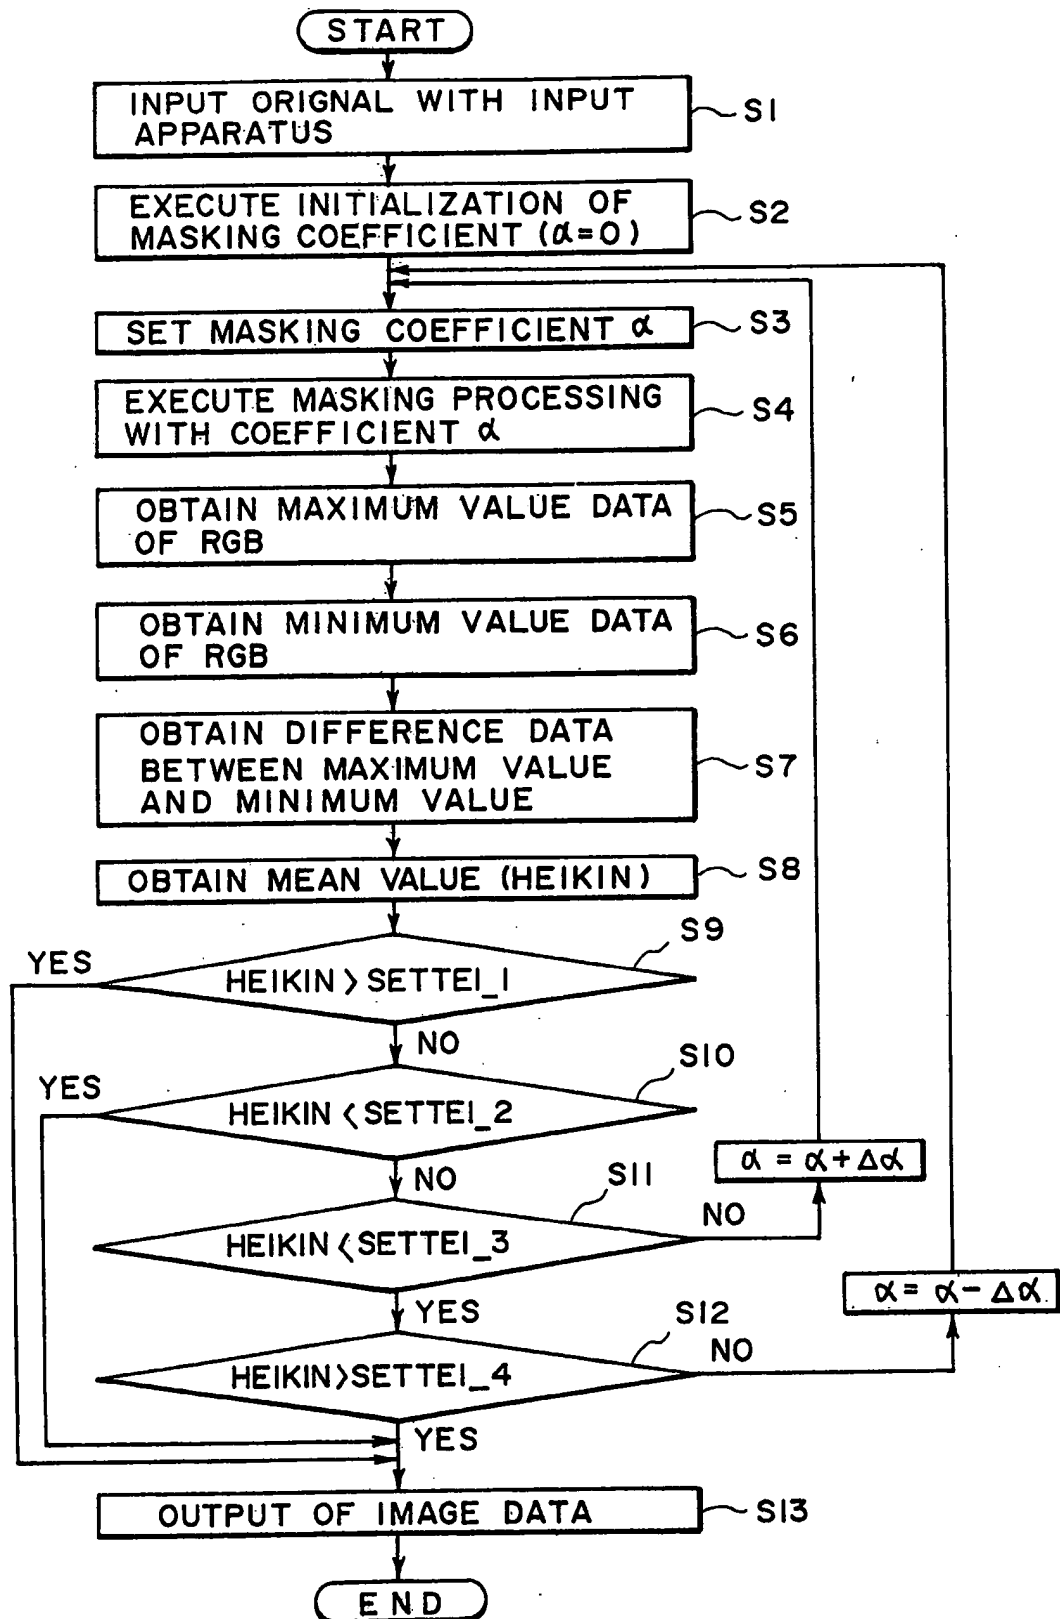 START
INPUT ORIGNAL WITH INPUT
APPARATUS
S1
EXECUTE INITIALIZATION OF
MASKING COEFFICIENT (α=0)
S2
SET MASKING COEFFICIENT α
S3
EXECUTE MASKING PROCESSING
WITH COEFFICIENT α
S4
OBTAIN MAXIMUM VALUE DATA
OF RGB
S5
OBTAIN MINIMUM VALUE DATA
OF RGB
S6
OBTAIN DIFFERENCE DATA
BETWEEN MAXIMUM VALUE
AND MINIMUM VALUE
S7
OBTAIN MEAN VALUE (HEIKIN)
S8
S9
YES
HEIKIN > SETTEI_1
NO
S10
YES
HEIKIN < SETTEI_2
NO
α = α + Δα
S11
HEIKIN < SETTEI_3
NO
YES
α = α - Δα
S12
HEIKIN > SETTEI_4
NO
YES
OUTPUT OF IMAGE DATA
S13
END